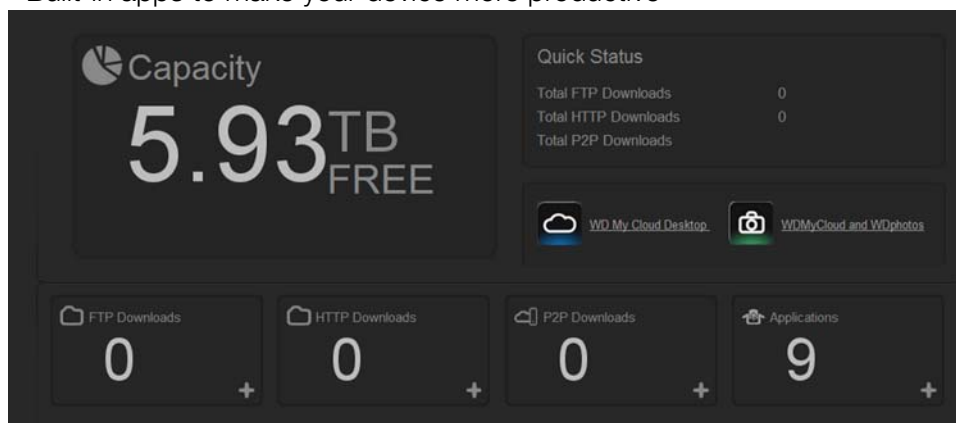 Built-in apps to make your device more productive
Capacity
5.93 TB FREE
Quick Status
Total FTP Downloads 0
Total HTTP Downloads 0
Total P2P Downloads
WD My Cloud Desktop
WDMyCloud and WDphotos
FTP Downloads
0
HTTP Downloads
0
P2P Downloads
0
Applications
9